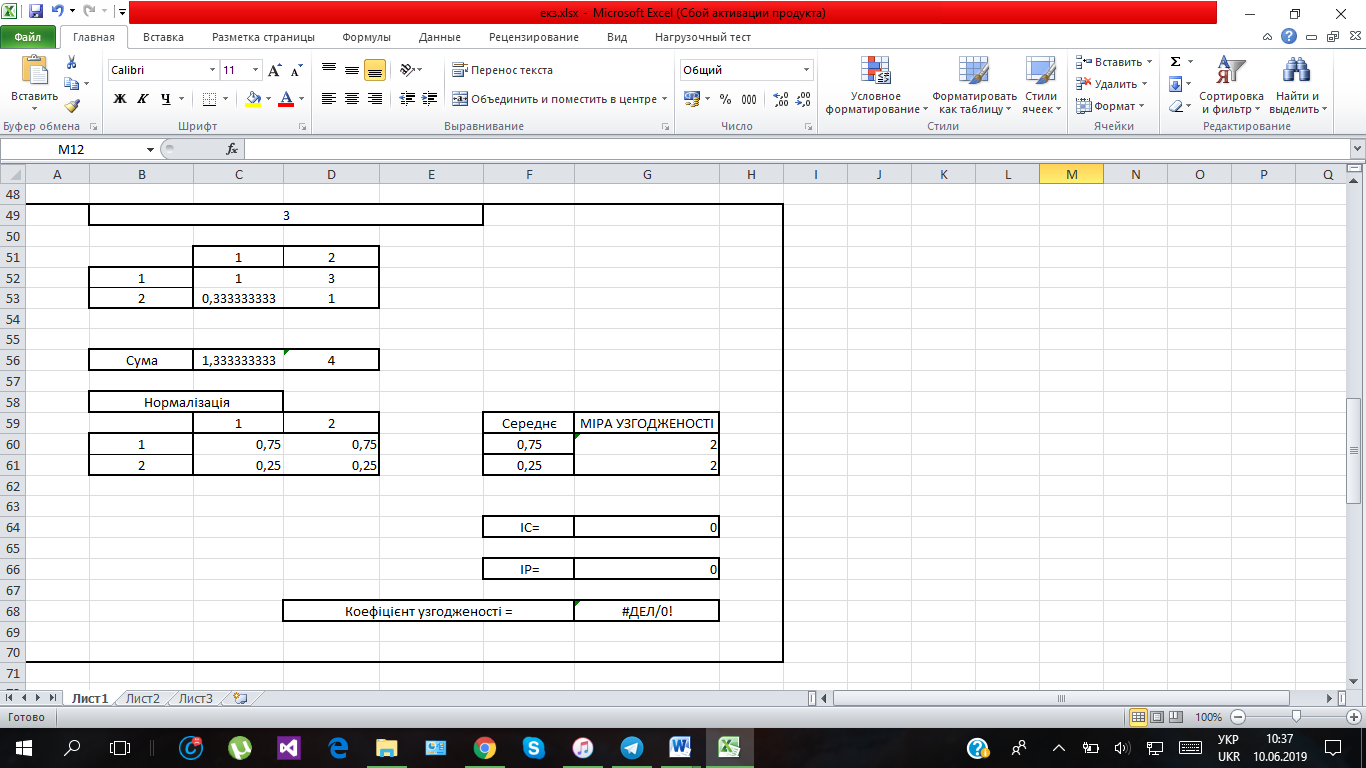 екз.xlsx - Microsoft Excel (Сбой активации продукта)
Файл Главная Вставка Разметка страницы Формулы Данные Рецензирование Вид Нагрузочный тест
Вставить
Буфер обмена
Calibri 11
Ж К Ч
Шрифт
Перенос текста
Объединить и поместить в центре
Выравнивание
Общий
% 000
Число
Условное форматирование
Форматировать как таблицу
Стили ячеек
Стили
Вставить
Удалить
Формат
Ячейки
Σ
Сортировка и фильтр
Найти и выделить
Редактирование
M12 fx
A B C D E F G H I J K L M N O P Q
48
49 3
50
51 1 2
52 1 1 3
53 2 0,333333333 1
54
55
56 Сума 1,333333333 4
57
58 Нормалізація
59 1 2 Середнє МІРА УЗГОДЖЕНОСТІ
60 1 0,75 0,75 0,75 2
61 2 0,25 0,25 0,25 2
62
63
64 ІС= 0
65
66 ІР= 0
67
68 Коефіцієнт узгодженості = #ДЕЛ/0!
69
70
71
Лист1 Лист2 Лист3
Готово 100%
УКР 10:37
UKR 10.06.2019